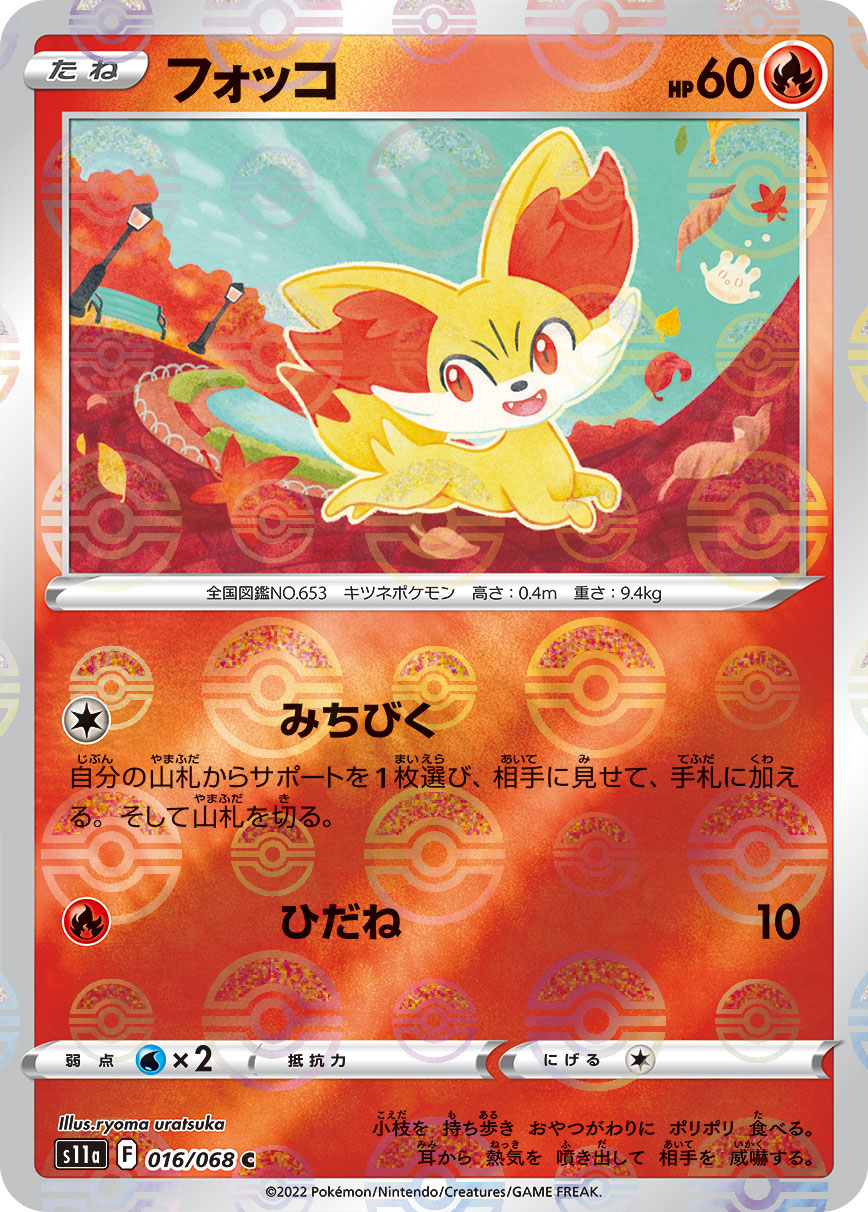 たね フォッコ HP60
全国図鑑NO.653 キツネポケモン 高さ:0.4m 重さ:9.4kg
みちびく
自分の山札からサポートを1枚選び、相手に見せて、手札に加え
る。そして山札を切る。
ひだね 10
弱点 ×2 抵抗力 にげる
Illus.ryoma uratsuka
小枝を 持ち歩き おやつがわりに ポリポリ 食べる。
耳から 熱気を 噴き出して 相手を 威嚇する。
s11a F 016/068 C
©2022 Pokémon/Nintendo/Creatures/GAME FREAK.